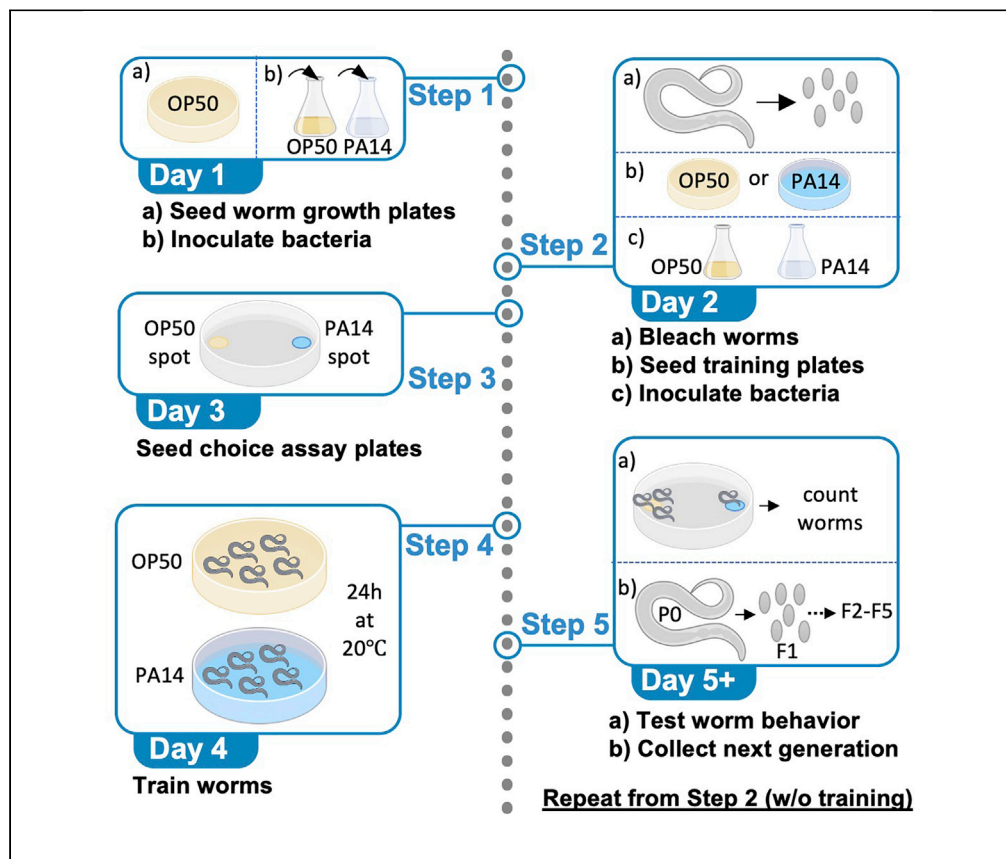 a)
OP50
b)
OP50 PA14
Step 1
Day 1
a) Seed worm growth plates
b) Inoculate bacteria
a)
b)
OP50 or PA14
c)
OP50
PA14
Step 2
Day 2
a) Bleach worms
b) Seed training plates
c) Inoculate bacteria
OP50
spot
PA14
spot
Step 3
Day 3
Seed choice assay plates
OP50
PA14
24h
at
20°C
Step 4
Day 4
Train worms
a)
count
worms
b)
P0
F1
F2-F5
Step 5
Day 5+
a) Test worm behavior
b) Collect next generation
Repeat from Step 2 (w/o training)